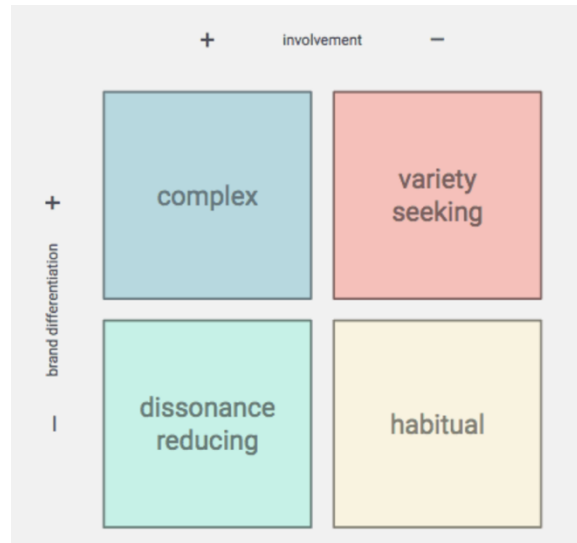 + involvement −
complex
variety
seeking
+
brand differentiation
−
dissonance
reducing
habitual